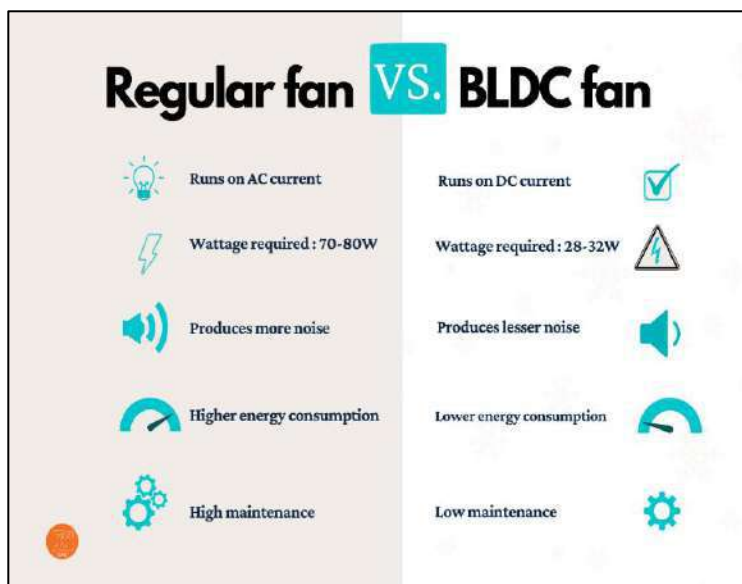 Regular fan VS. BLDC fan
Runs on AC current
Runs on DC current
Wattage required : 70-80W
Wattage required : 28-32W
Produces more noise
Produces lesser noise
Higher energy consumption
Lower energy consumption
High maintenance
Low maintenance